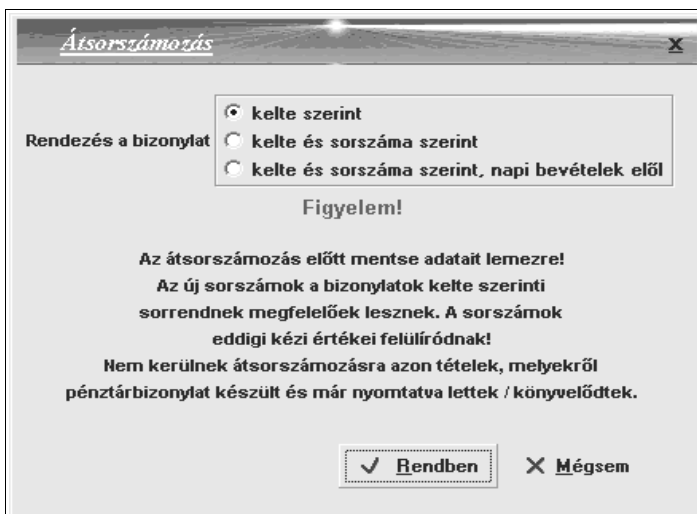 Átsorszámozás x
kelte szerint
Rendezés a bizonylat kelte és sorszáma szerint
kelte és sorszáma szerint, napi bevételek elől
Figyelem!
Az átsorszámozás előtt mentse adatait lemezre!
Az új sorszámok a bizonylatok kelte szerinti
sorrendnek megfelelőek lesznek. A sorszámok
eddigi kézi értékei felülíródnak!
Nem kerülnek átsorszámozásra azon tételek, melyekről
pénztárbizonylat készült és már nyomtatva lettek / könyvelődtek.
Rendben Mégsem